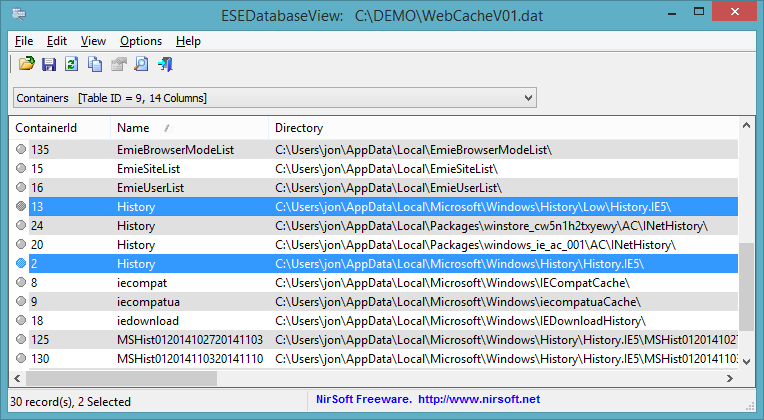 ESEDatabaseView: C:\DEMO\WebCacheV01.dat
File Edit View Options Help
Containers [Table ID = 9, 14 Columns]
ContainerId Name Directory
135 EmieBrowserModeList C:\Users\jon\AppData\Local\EmieBrowserModeList\
15 EmieSiteList C:\Users\jon\AppData\Local\EmieSiteList\
16 EmieUserList C:\Users\jon\AppData\Local\EmieUserList\
13 History C:\Users\jon\AppData\Local\Microsoft\Windows\History\Low\History.IE5\
24 History C:\Users\jon\AppData\Local\Packages\winstore_cw5n1h2txyewy\AC\INetHistory\
20 History C:\Users\jon\AppData\Local\Packages\windows_ie_ac_001\AC\INetHistory\
2 History C:\Users\jon\AppData\Local\Microsoft\Windows\History\History.IE5\
8 iecompat C:\Users\jon\AppData\Local\Microsoft\Windows\IECompatCache\
9 iecompatua C:\Users\jon\AppData\Local\Microsoft\Windows\iecompatuaCache\
18 iedownload C:\Users\jon\AppData\Local\Microsoft\Windows\IEDownloadHistory\
125 MSHist012014102720141103 C:\Users\jon\AppData\Local\Microsoft\Windows\History\History.IE5\MSHist0120141027
130 MSHist012014110320141110 C:\Users\jon\AppData\Local\Microsoft\Windows\History\History.IE5\MSHist0120141103
30 record(s), 2 Selected NirSoft Freeware. http://www.nirsoft.net